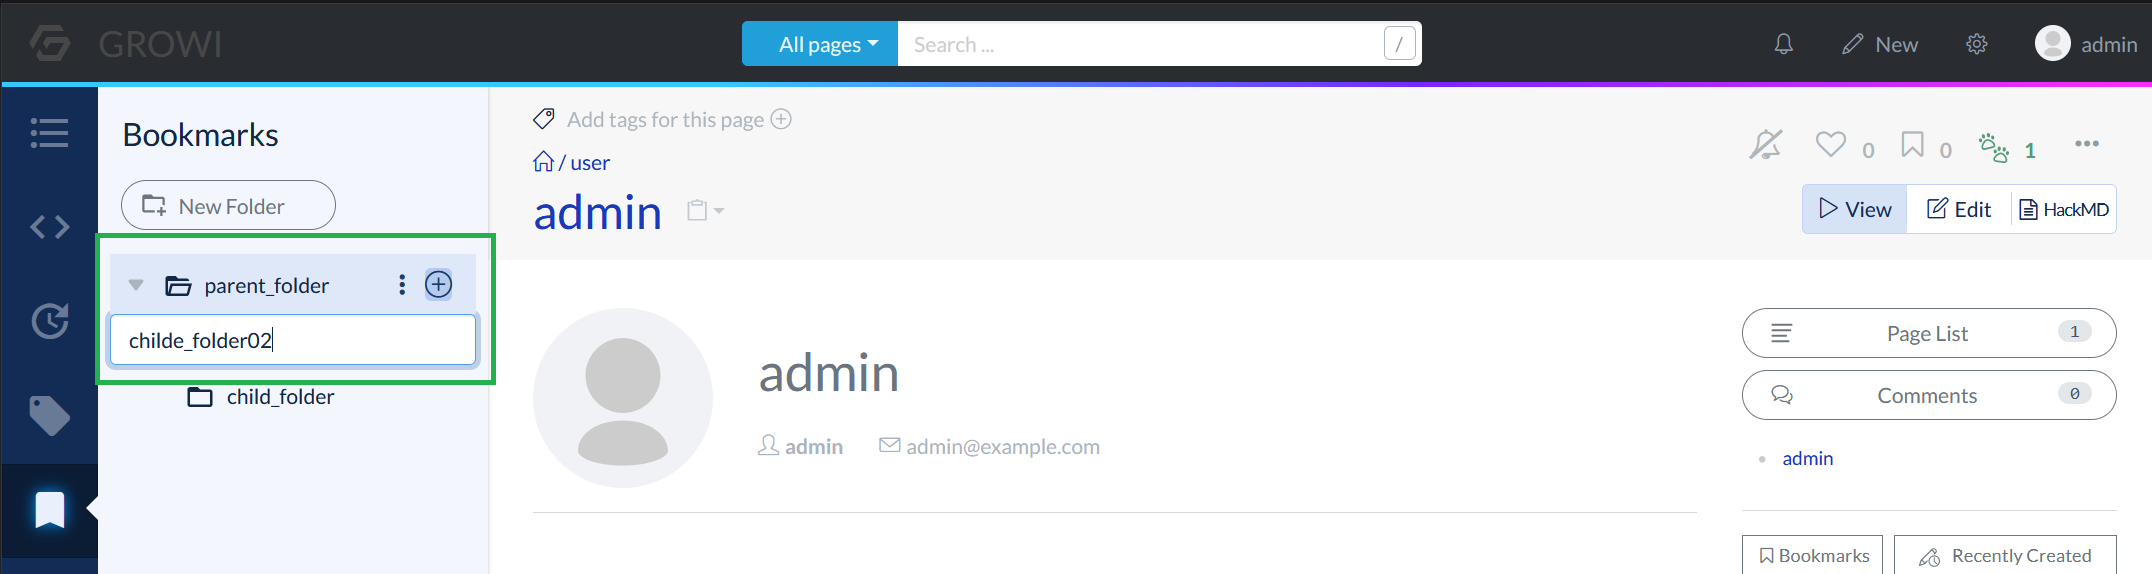 GROWI
All pages
Search ...
/
New
admin
Bookmarks
New Folder
parent_folder
childe_folder02
child_folder
Add tags for this page
/ user
admin
0
0
1
View
Edit
HackMD
admin
admin
admin@example.com
Page List 1
Comments 0
admin
Bookmarks
Recently Created